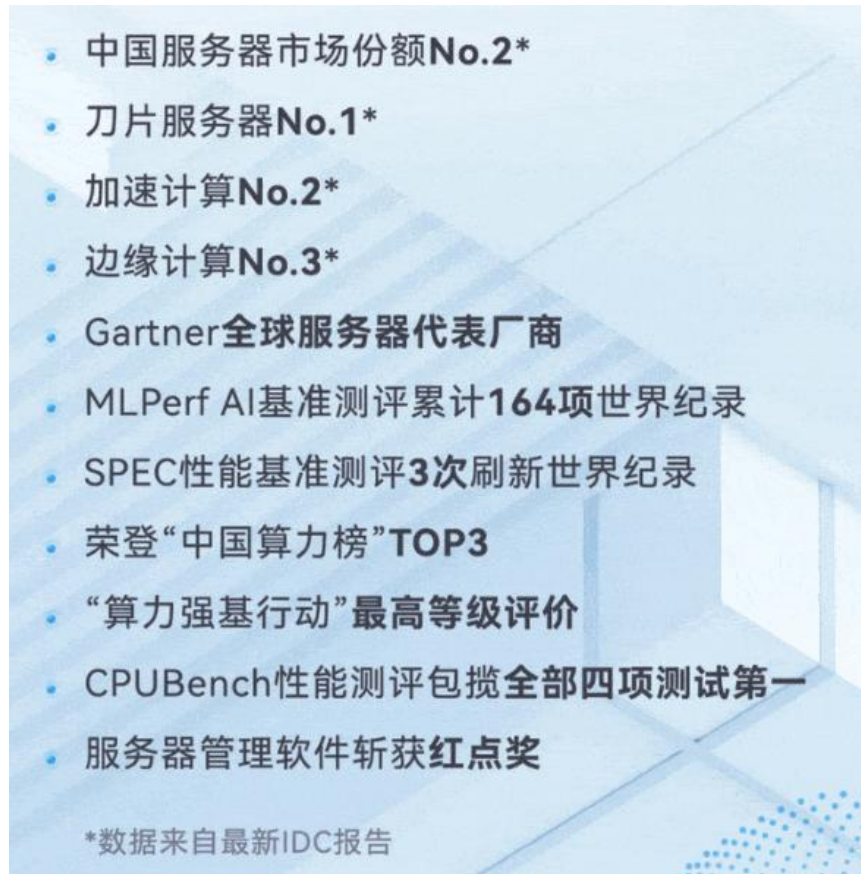 中国服务器市场份额No.2*
刀片服务器No.1*
加速计算No.2*
边缘计算No.3*
Gartner全球服务器代表厂商
MLPerf AI基准测评累计164项世界纪录
SPEC性能基准测评3次刷新世界纪录
荣登“中国算力榜”TOP3
“算力强基行动”最高等级评价
CPUBench性能测评包揽全部四项测试第一
服务器管理软件斩获红点奖
*数据来自最新IDC报告